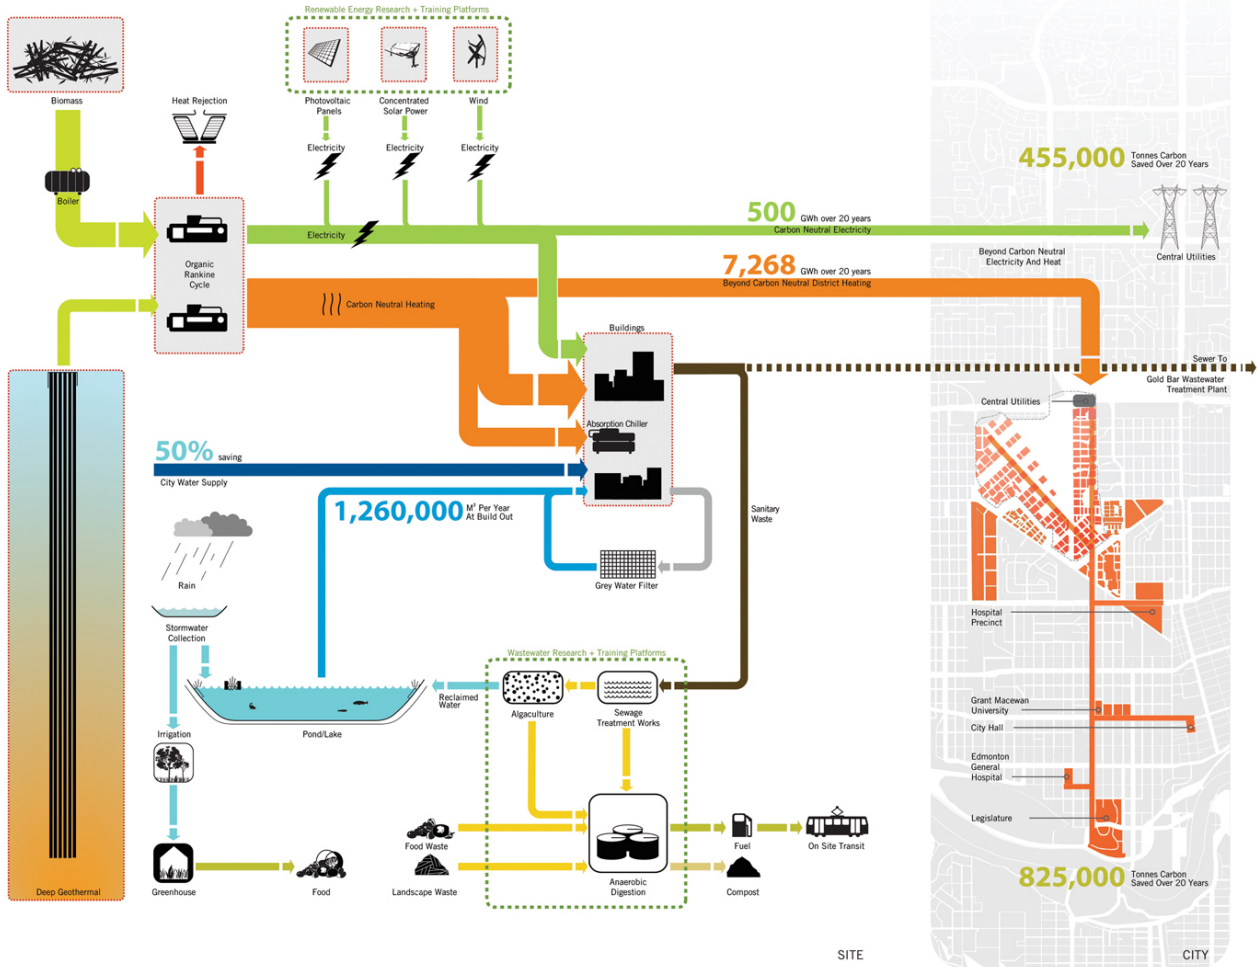 Renewable Energy Research + Training Platforms
Biomass
Heat Rejection
Photovoltaic
Panels
Concentrated
Solar Power
Wind
Electricity
Electricity
Electricity
Boiler
455,000 Tonnes Carbon
Saved Over 20 Years
500 GWh over 20 years
Carbon Neutral Electricity
Electricity
Beyond Carbon Neutral
Electricity And Heat
Central Utilities
Organic
Rankine
Cycle
7,268 GWh over 20 years
Beyond Carbon Neutral District Heating
Carbon Neutral Heating
Buildings
Sewer To
Gold Bar Wastewater
Treatment Plant
Central Utilities
Absorption Chiller
50% saving
City Water Supply
1,260,000 M³ Per Year
At Build Out
Sanitary
Waste
Rain
Grey Water Filter
Stormwater
Collection
Hospital
Precinct
Wastewater Research + Training Platforms
Reclaimed
Water
Algaculture
Sewage
Treatment Works
Grant Macewan
University
City Hall
Irrigation
Pond/Lake
Edmonton
General
Hospital
Legislature
Food Waste
Fuel
On Site Transit
Deep Geothermal
Greenhouse
Food
Landscape Waste
Anaerobic
Digestion
Compost
825,000 Tonnes Carbon
Saved Over 20 Years
SITE
CITY